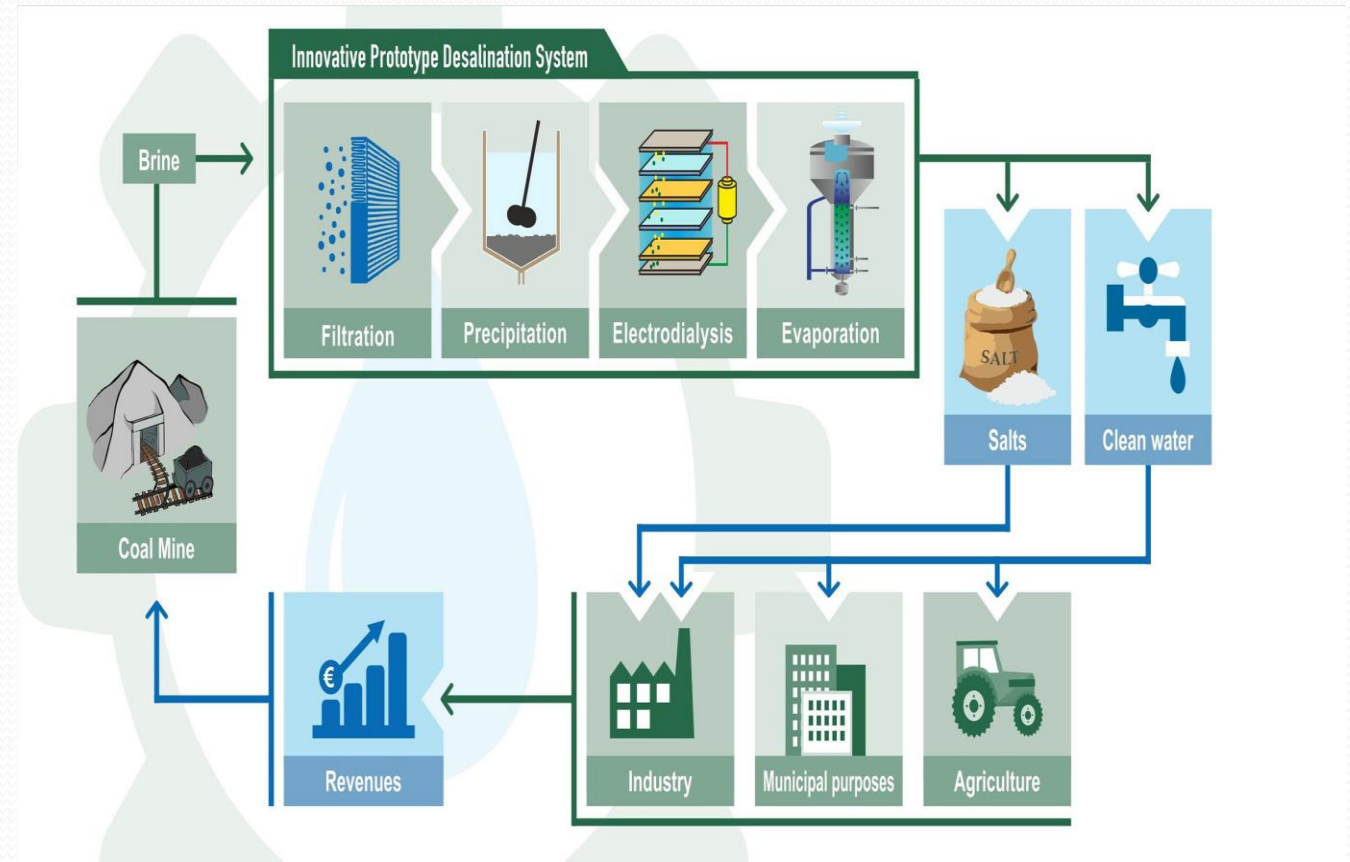 Innovative Prototype Desalination System
Brine
Filtration
Precipitation
Electrodialysis
Evaporation
SALT
Salts
Clean water
Coal Mine
€
Revenues
Industry
Municipal purposes
Agriculture